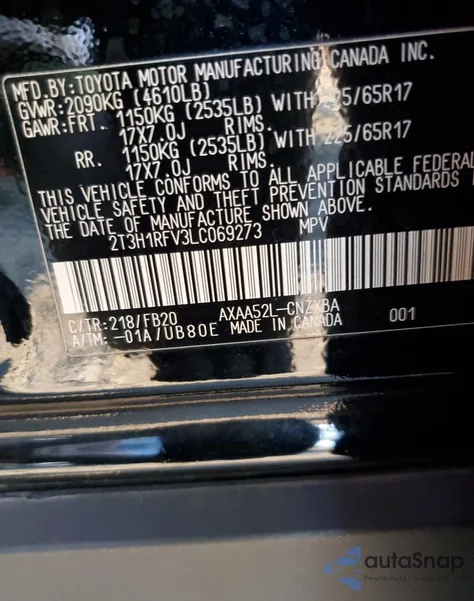 MFD.BY:TOYOTA MOTOR MANUFACTURING CANADA INC.
GVWR:2090KG (4610LB)
GAWR:FRT. 1150KG (2535LB) WITH 225/65R17
17X7.0J RIMS.
RR. 1150KG (2535LB) WITH 225/65R17
17X7.0J RIMS.
THIS VEHICLE CONFORMS TO ALL APPLICABLE FEDERAL
VEHICLE SAFETY AND THEFT PREVENTION STANDARDS
THE DATE OF MANUFACTURE SHOWN ABOVE.
2T3H1RFV3LC069273 MPV
C/TR:218/FB20 AXAA52L-CNZXBA 001
A/TM:-01A/UB80E MADE IN CANADA
autoSnap